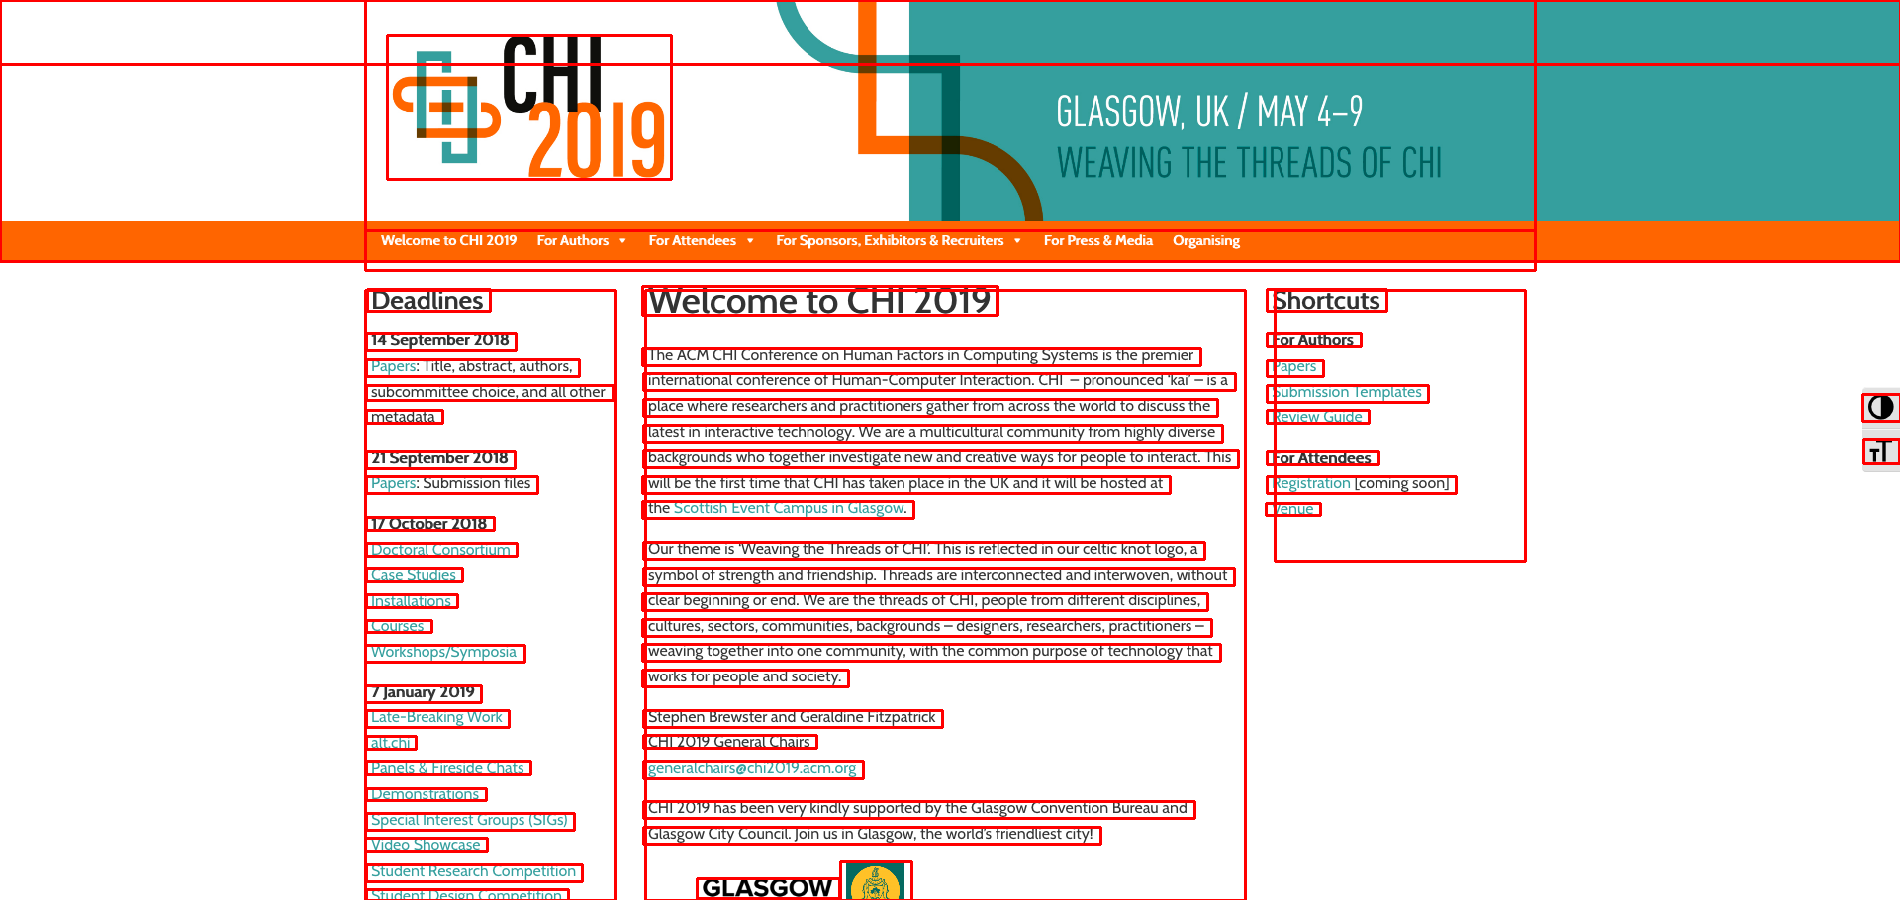 CHI
2019
GLASGOW, UK / MAY 4–9
WEAVING THE THREADS OF CHI
Welcome to CHI 2019 For Authors For Attendees For Sponsors, Exhibitors & Recruiters For Press & Media Organising
Deadlines
14 September 2018
Papers: Title, abstract, authors,
subcommittee choice, and all other
metadata
21 September 2018
Papers: Submission files
17 October 2018
Doctoral Consortium
Case Studies
Installations
Courses
Workshops/Symposia
7 January 2019
Late-Breaking Work
alt.chi
Panels & Fireside Chats
Demonstrations
Special Interest Groups (SIGs)
Video Showcase
Student Research Competition
Student Design Competition
Welcome to CHI 2019
The ACM CHI Conference on Human Factors in Computing Systems is the premier
international conference of Human-Computer Interaction. CHI – pronounced 'kai' – is a
place where researchers and practitioners gather from across the world to discuss the
latest in interactive technology. We are a multicultural community from highly diverse
backgrounds who together investigate new and creative ways for people to interact. This
will be the first time that CHI has taken place in the UK and it will be hosted at
the Scottish Event Campus in Glasgow.
Our theme is 'Weaving the Threads of CHI'. This is reflected in our celtic knot logo, a
symbol of strength and friendship. Threads are interconnected and interwoven, without
clear beginning or end. We are the threads of CHI, people from different disciplines,
cultures, sectors, communities, backgrounds – designers, researchers, practitioners –
weaving together into one community, with the common purpose of technology that
works for people and society.
Stephen Brewster and Geraldine Fitzpatrick
CHI 2019 General Chairs
generalchairs@chi2019.acm.org
CHI 2019 has been very kindly supported by the Glasgow Convention Bureau and
Glasgow City Council. Join us in Glasgow, the world's friendliest city!
GLASGOW
Shortcuts
For Authors
Papers
Submission Templates
Review Guide
For Attendees
Registration [coming soon]
Venue
TT